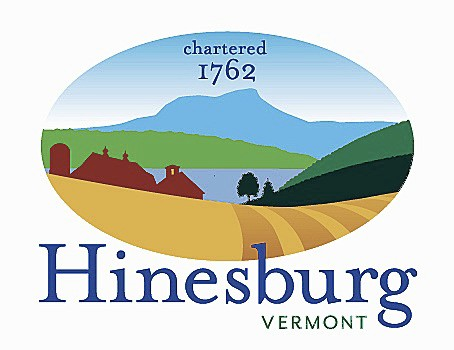 chartered
1762
Hinesburg
VERMONT